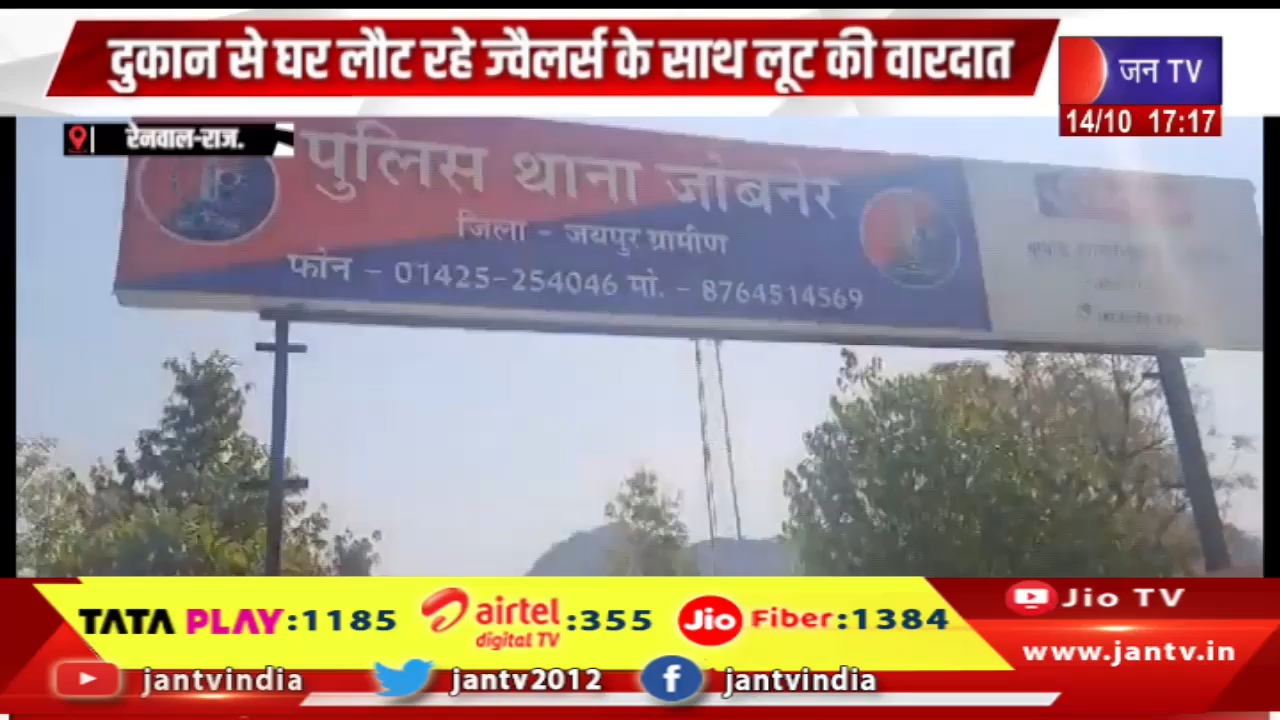 दुकान से घर लौट रहे ज्वैलर्स के साथ लूट की वारदात
जन TV
14/10 17:17
रेनवाल-राज.
पुलिस थाना जोबनेर
जिला - जयपुर ग्रामीण
फोन - 01425-254046 मो. - 8764514569
TATA PLAY:1185 airtel digital TV:355 Jio Fiber:1384
Jio TV
www.jantv.in
jantvindia jantv2012 jantvindia